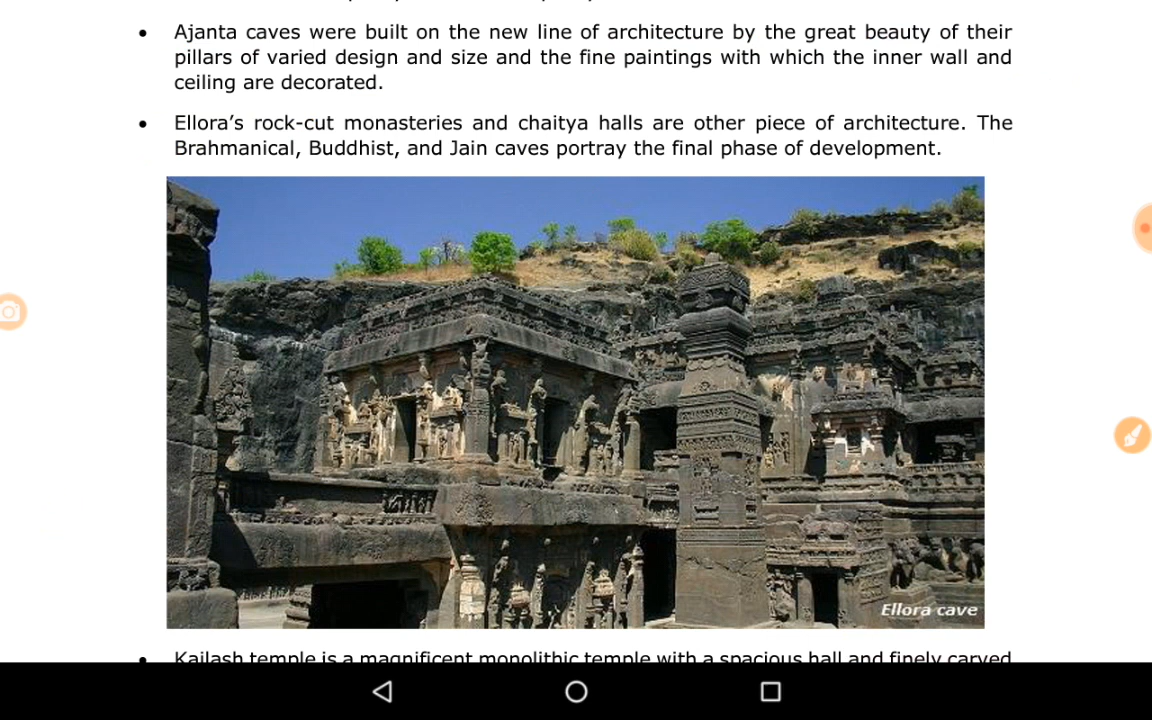 • Ajanta caves were built on the new line of architecture by the great beauty of their
pillars of varied design and size and the fine paintings with which the inner wall and
ceiling are decorated.
• Ellora’s rock-cut monasteries and chaitya halls are other piece of architecture. The
Brahmanical, Buddhist, and Jain caves portray the final phase of development.
Ellora cave
• Kailash temple is a magnificent monolithic temple with a spacious hall and finely carved